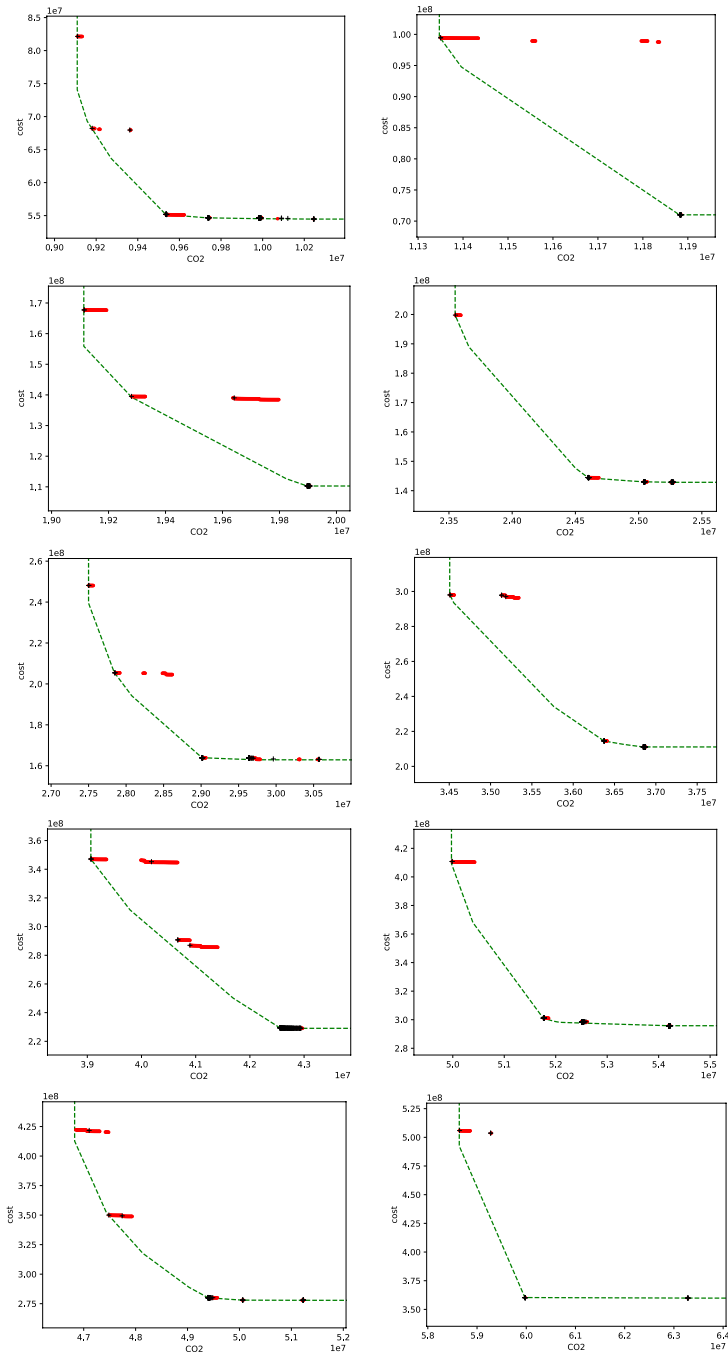 1e7
8,5
8,0
7,5
cost
7,0
6,5
6,0
5,5
0,90 0,92 0,94 0,96 0,98 1,00 1,02
CO2 1e7
1e8
1,00
0,95
0,90
cost
0,85
0,80
0,75
0,70
1,13 1,14 1,15 1,16 1,17 1,18 1,19
CO2 1e7
1e8
1,7
1,6
1,5
cost
1,4
1,3
1,2
1,1
1,90 1,92 1,94 1,96 1,98 2,00
CO2 1e7
1e8
2,0
1,9
1,8
cost
1,7
1,6
1,5
1,4
2,35 2,40 2,45 2,50 2,55
CO2 1e7
1e8
2,6
2,4
2,2
cost
2,0
1,8
1,6
2,70 2,75 2,80 2,85 2,90 2,95 3,00 3,05
CO2 1e7
1e8
3,0
2,8
2,6
cost
2,4
2,2
2,0
3,45 3,50 3,55 3,60 3,65 3,70
CO2 1e7
1e8
3,6
3,4
3,2
cost
3,0
2,8
2,6
2,4
2,2
3,9 4,0 4,1 4,2 4,3
CO2 1e7
1e8
4,2
4,0
3,8
cost
3,6
3,4
3,2
3,0
2,8
5,0 5,1 5,2 5,3 5,4 5,5
CO2 1e7
1e8
4,25
4,00
3,75
cost
3,50
3,25
3,00
2,75
4,7 4,8 4,9 5,0 5,1 5,2
CO2 1e7
1e8
5,25
5,00
4,75
4,50
cost
4,25
4,00
3,75
3,50
5,8 5,9 6,0 6,1 6,2 6,3 6,4
CO2 1e7